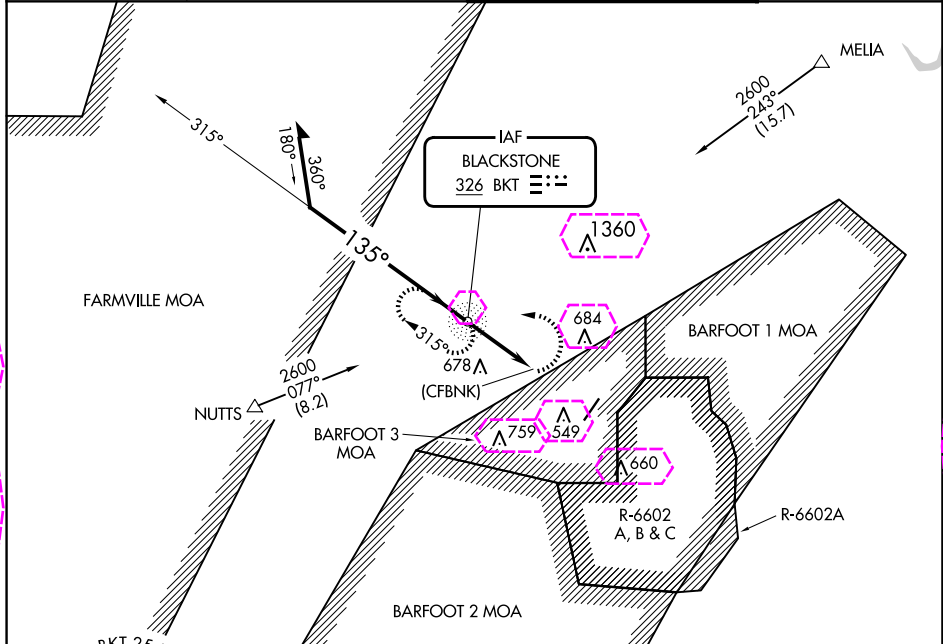 MELIA
2600
243°
(15.7)
315°
180°
360°
IAF
BLACKSTONE
326 BKT
1360
135°
FARMVILLE MOA
684
BARFOOT 1 MOA
315°
678
2600
077°
(8.2)
(CFBNK)
NUTTS
BARFOOT 3
MOA
759
549
660
R-6602
A, B & C
R-6602A
BARFOOT 2 MOA
BKT 25